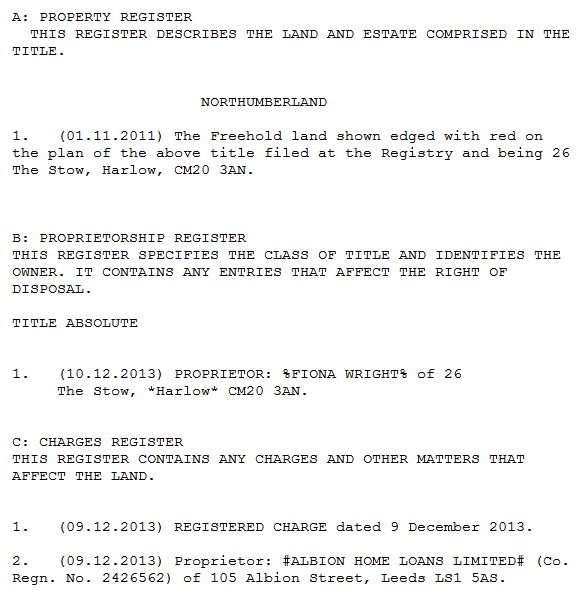 A: PROPERTY REGISTER
THIS REGISTER DESCRIBES THE LAND AND ESTATE COMPRISED IN THE
TITLE.
NORTHUMBERLAND
1. (01.11.2011) The Freehold land shown edged with red on
the plan of the above title filed at the Registry and being 26
The Stow, Harlow, CM20 3AN.
B: PROPRIETORSHIP REGISTER
THIS REGISTER SPECIFIES THE CLASS OF TITLE AND IDENTIFIES THE
OWNER. IT CONTAINS ANY ENTRIES THAT AFFECT THE RIGHT OF
DISPOSAL.
TITLE ABSOLUTE
1. (10.12.2013) PROPRIETOR: %FIONA WRIGHT% of 26
The Stow, *Harlow* CM20 3AN.
C: CHARGES REGISTER
THIS REGISTER CONTAINS ANY CHARGES AND OTHER MATTERS THAT
AFFECT THE LAND.
1. (09.12.2013) REGISTERED CHARGE dated 9 December 2013.
2. (09.12.2013) Proprietor: #ALBION HOME LOANS LIMITED# (Co.
Regn. No. 2426562) of 105 Albion Street, Leeds LS1 5AS.